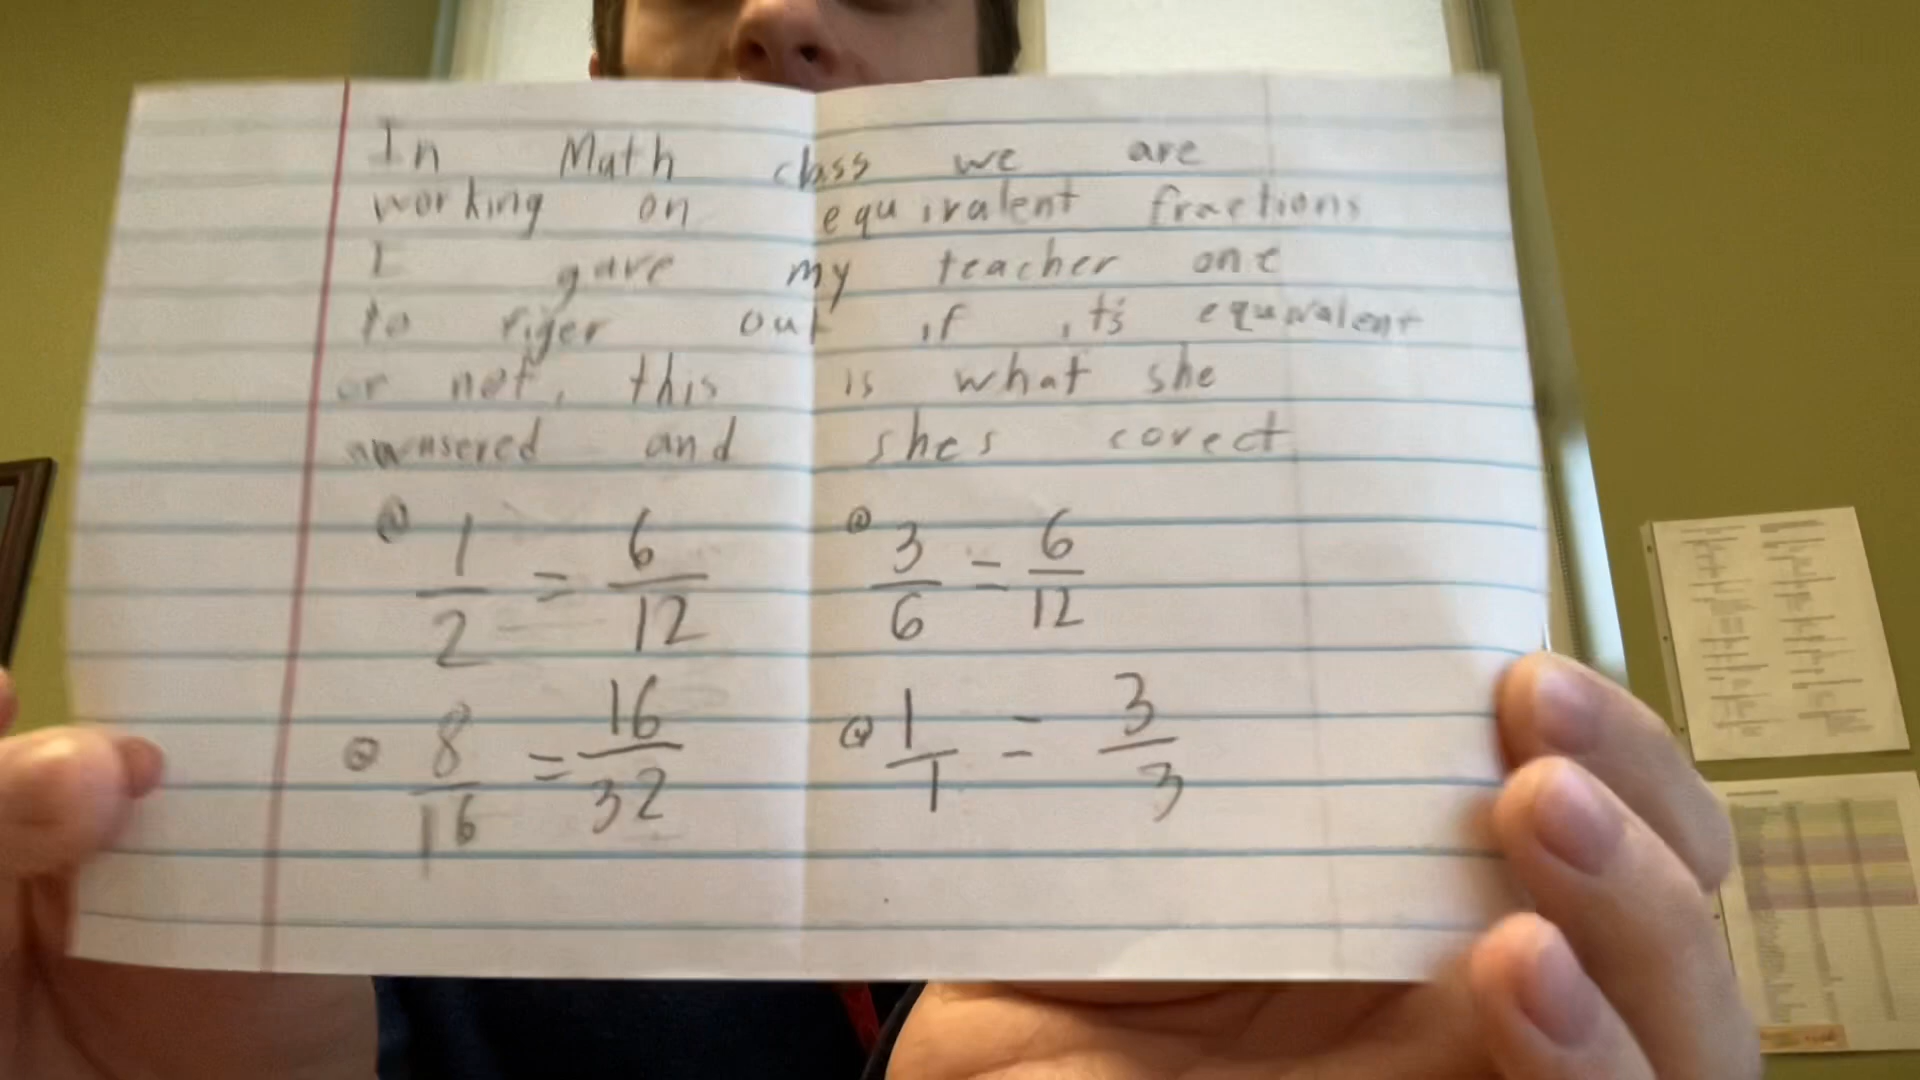 In Math class we are
working on equivalent fractions
I gave my teacher one
to figer out if it's equivalent
or not, this is what she
and shes corect
@ 1/2 = 6/12 @ 3/6 = 6/12
@ 8/16 = 16/32 @ 1/1 = 3/3